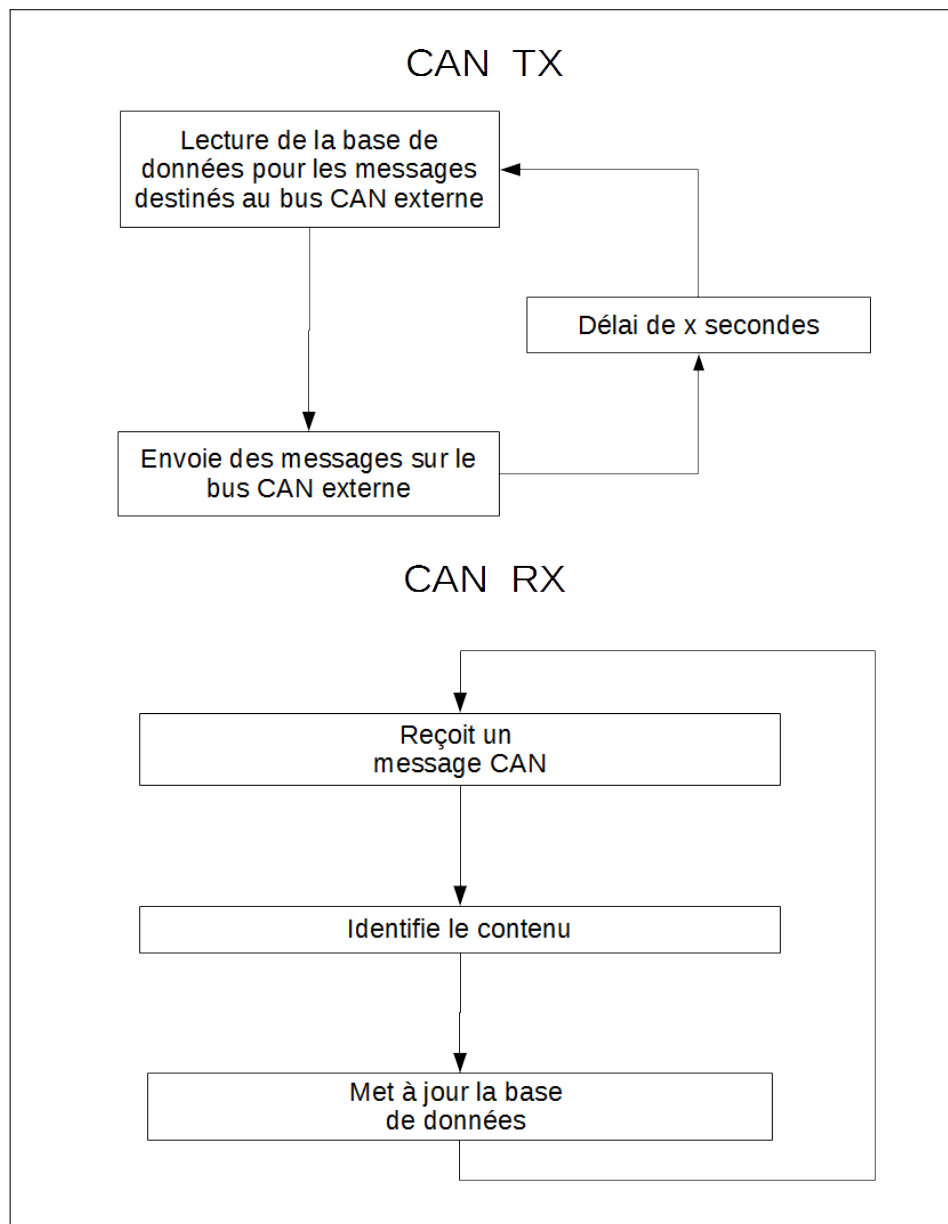 CAN TX
Lecture de la base de
données pour les messages
destinés au bus CAN externe
Délai de x secondes
Envoie des messages sur le
bus CAN externe
CAN RX
Reçoit un
message CAN
Identifie le contenu
Met à jour la base
de données